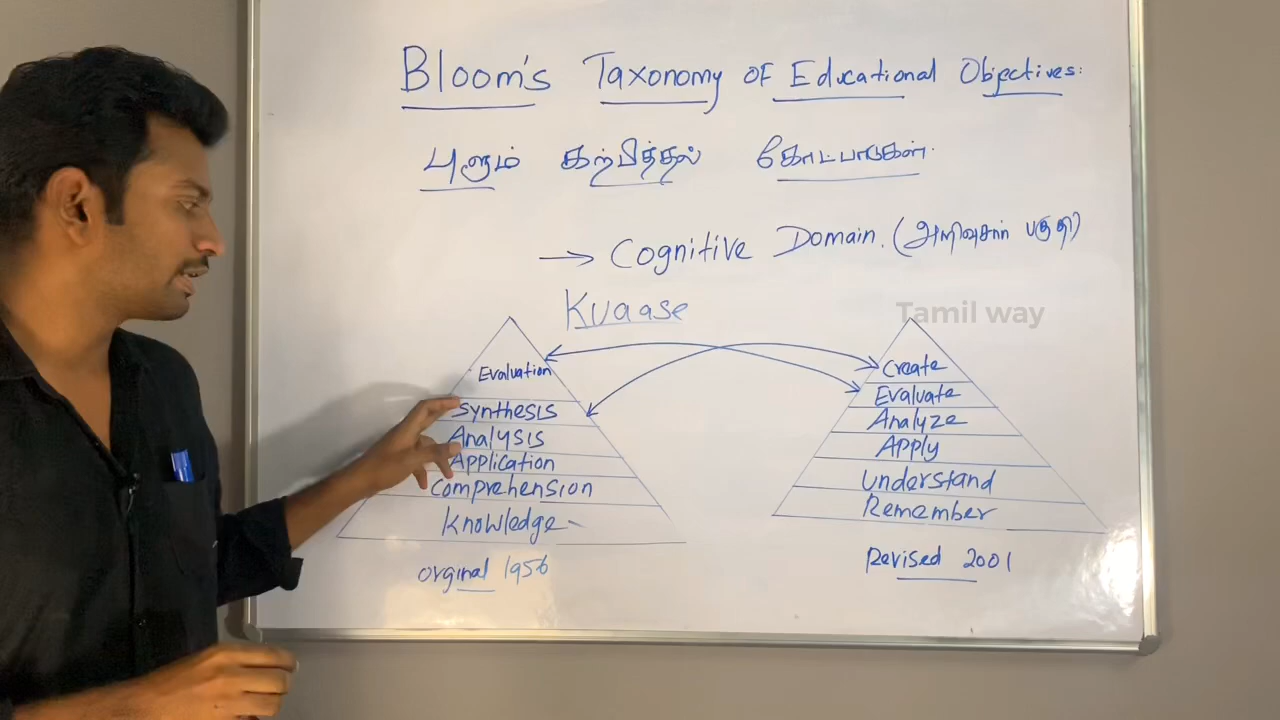 Bloom's Taxonomy of Educational Objectives:
புளூம் கற்பித்தல் கோட்பாடுகள்.
→ Cognitive Domain. (அறிவுசார் பகுதி)
Kuaase
Tamil way
Evaluation
Synthesis
Analysis
Application
Comprehension
Knowledge
Orginal 1956
Create
Evaluate
Analyze
Apply
Understand
Remember
Revised 2001